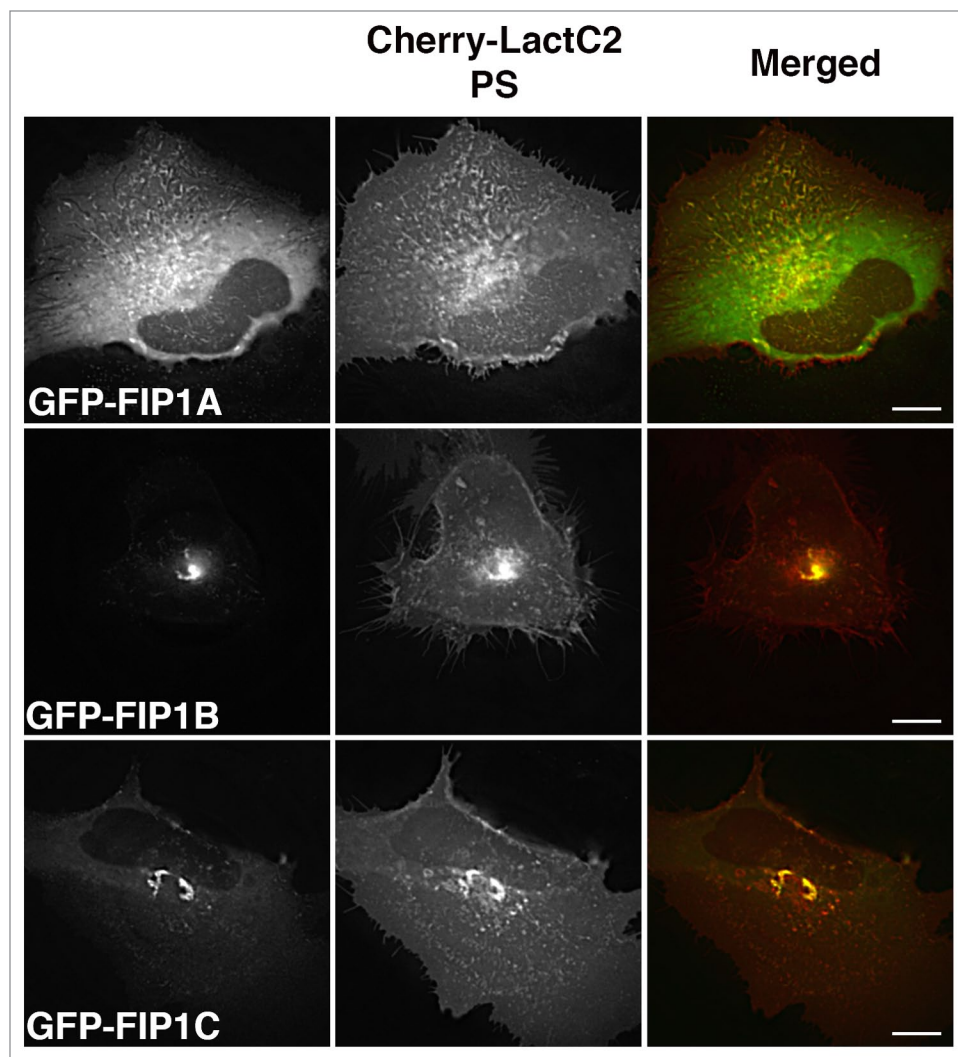 Cherry-LactC2
PS
Merged
GFP-FIP1A
GFP-FIP1B
GFP-FIP1C